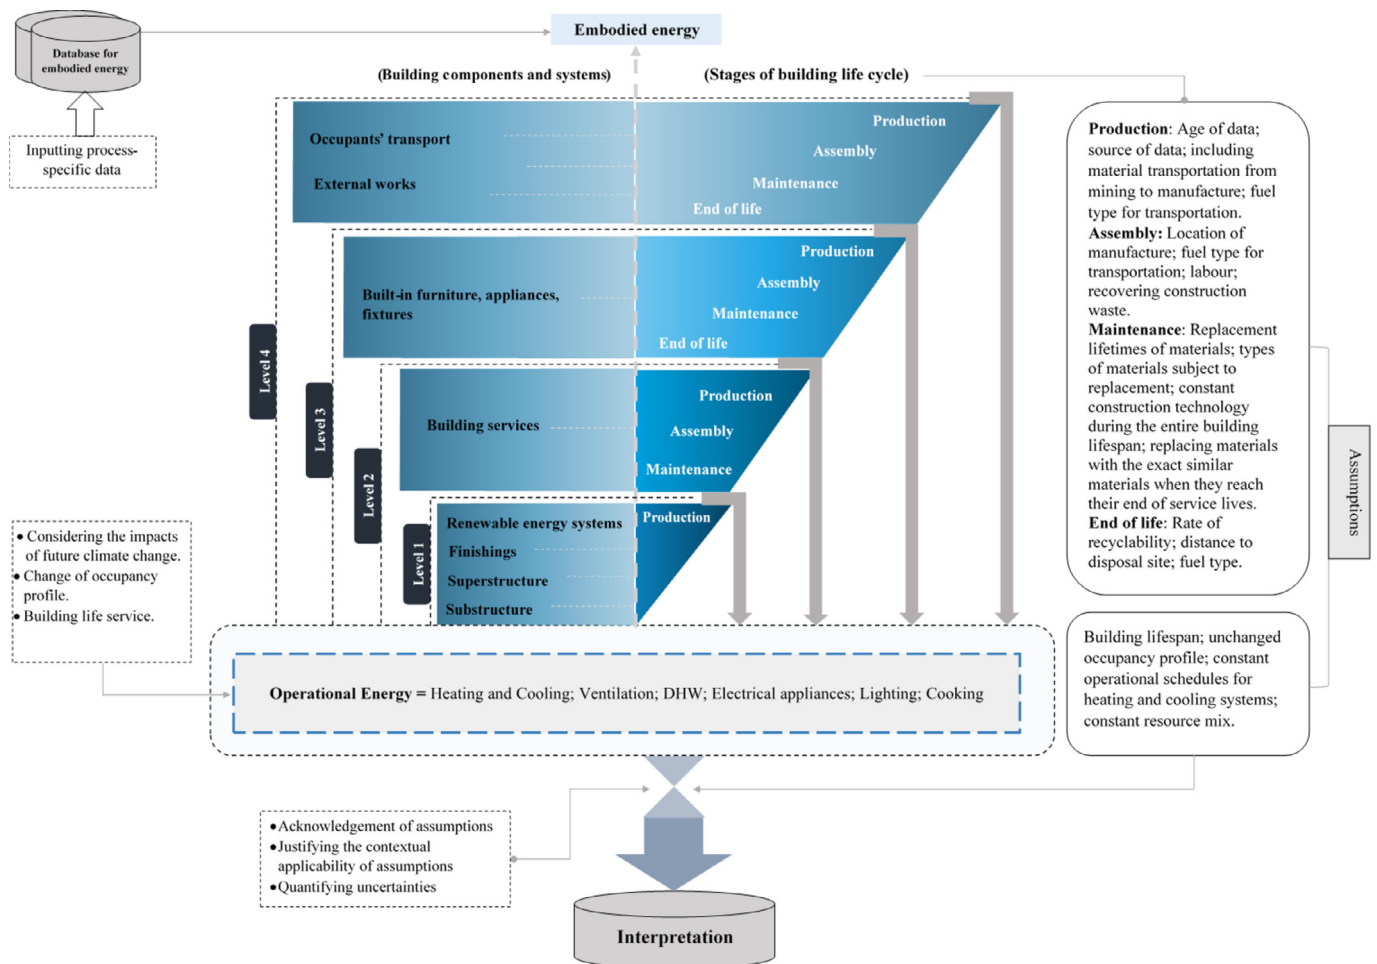 Embodied energy
Database for
embodied energy
Inputting process-
specific data
(Building components and systems)
(Stages of building life cycle)
Level 4
Occupants’ transport
External works
Production
Assembly
Maintenance
End of life
Level 3
Built-in furniture, appliances,
fixtures
Production
Assembly
Maintenance
End of life
Level 2
Building services
Production
Assembly
Maintenance
Level 1
Renewable energy systems
Finishings
Superstructure
Substructure
Production
Production: Age of data;
source of data; including
material transportation from
mining to manufacture; fuel
type for transportation.
Assembly: Location of
manufacture; fuel type for
transportation; labour;
recovering construction
waste.
Maintenance: Replacement
lifetimes of materials; types
of materials subject to
replacement; constant
construction technology
during the entire building
lifespan; replacing materials
with the exact similar
materials when they reach
their end of service lives.
End of life: Rate of
recyclability; distance to
disposal site; fuel type.
Assumptions
Building lifespan; unchanged
occupancy profile; constant
operational schedules for
heating and cooling systems;
constant resource mix.
• Considering the impacts
of future climate change.
• Change of occupancy
profile.
• Building life service.
Operational Energy = Heating and Cooling; Ventilation; DHW; Electrical appliances; Lighting; Cooking
• Acknowledgement of assumptions
• Justifying the contextual
applicability of assumptions
• Quantifying uncertainties
Interpretation